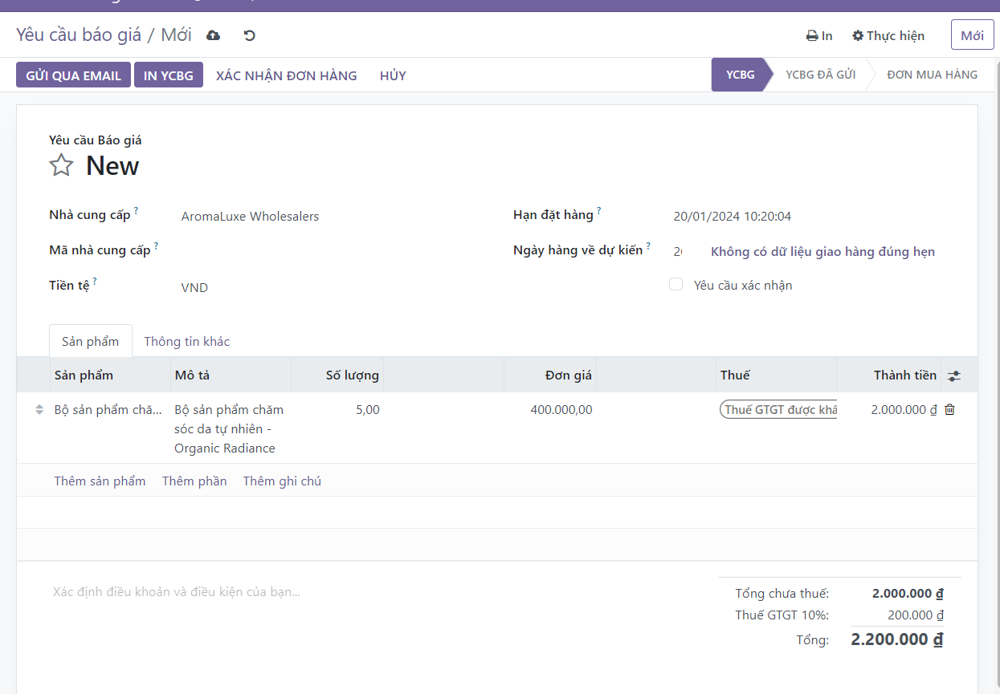 Yêu cầu báo giá / Mới
In
Thực hiện
Mới
GỬI QUA EMAIL
IN YCBG
XÁC NHẬN ĐƠN HÀNG
HỦY
YCBG
YCBG ĐÃ GỬI
ĐƠN MUA HÀNG
Yêu cầu Báo giá
New
Nhà cung cấp ?
AromaLuxe Wholesalers
Hạn đặt hàng ?
20/01/2024 10:20:04
Mã nhà cung cấp ?
Ngày hàng về dự kiến ?
Không có dữ liệu giao hàng đúng hẹn
Tiền tệ ?
VND
Yêu cầu xác nhận
Sản phẩm
Thông tin khác
Sản phẩm Mô tả Số lượng Đơn giá Thuế Thành tiền
Bộ sản phẩm chă... Bộ sản phẩm chăm 5,00 400.000,00 Thuế GTGT được khấ 2.000.000 ₫
sóc da tự nhiên -
Organic Radiance
Thêm sản phẩm Thêm phần Thêm ghi chú
Xác định điều khoản và điều kiện của bạn...
Tổng chưa thuế: 2.000.000 ₫
Thuế GTGT 10%: 200.000 ₫
Tổng: 2.200.000 ₫